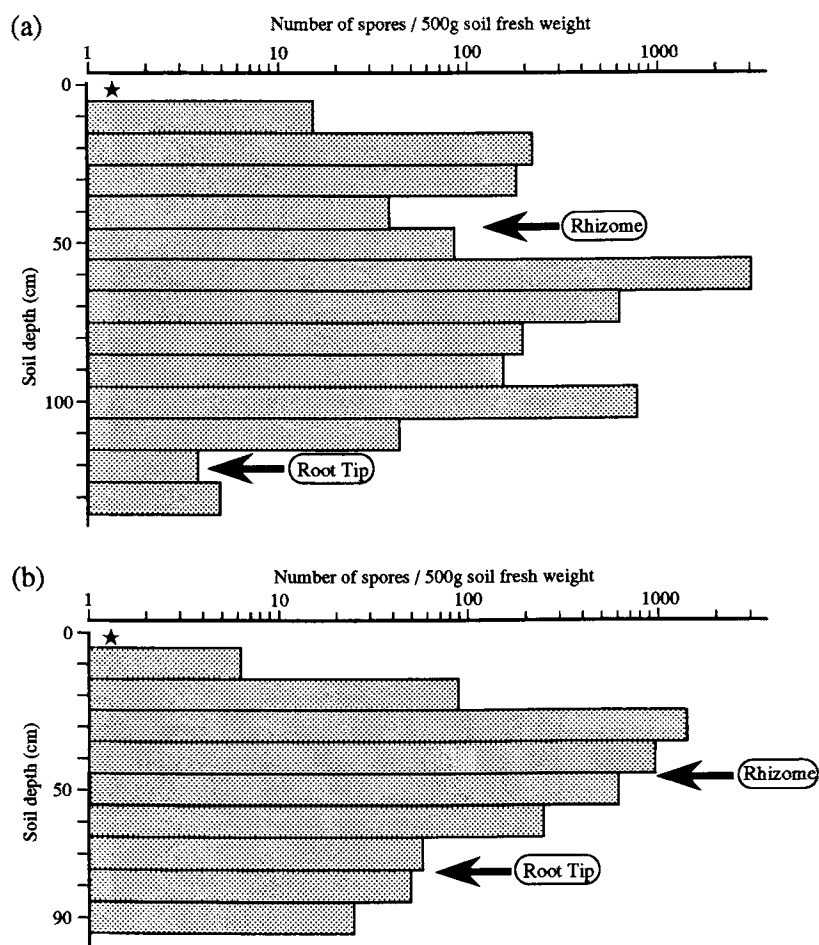 (a)
Number of spores / 500g soil fresh weight
1 10 100 1000
0
50
100
Soil depth (cm)
Rhizome
Root Tip
(b)
Number of spores / 500g soil fresh weight
1 10 100 1000
0
50
90
Soil depth (cm)
Rhizome
Root Tip